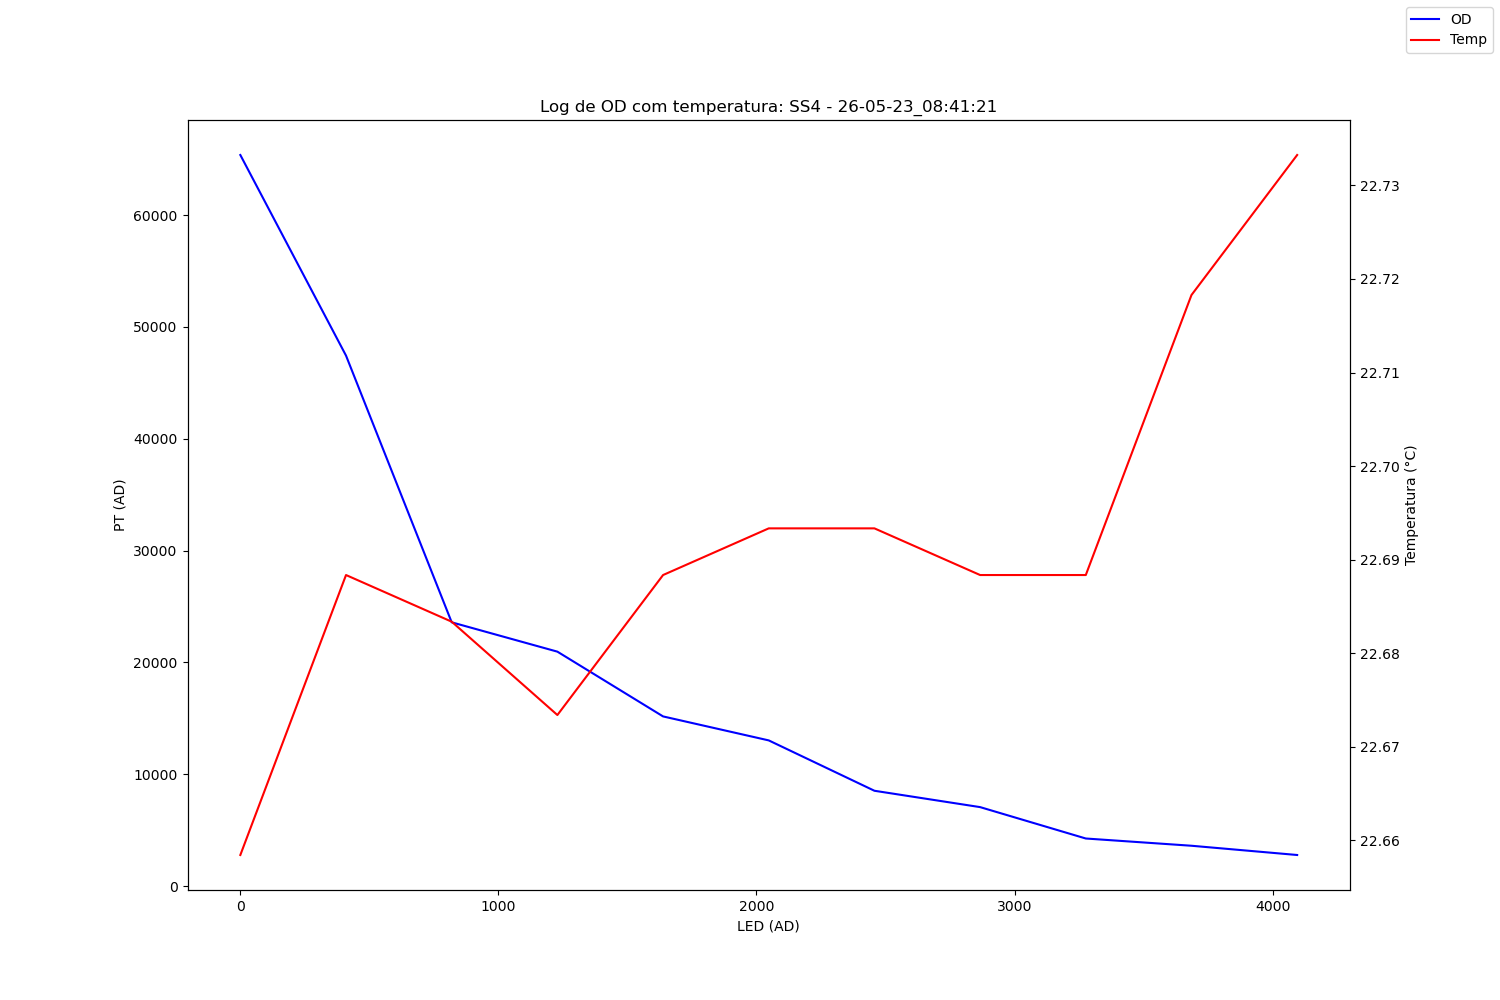 OD
Temp
Log de OD com temperatura: SS4 - 26-05-23_08:41:21
60000
50000
40000
30000
20000
10000
0
PT (AD)
22.73
22.72
22.71
22.70
22.69
22.68
22.67
22.66
Temperatura (°C)
0 1000 2000 3000 4000
LED (AD)